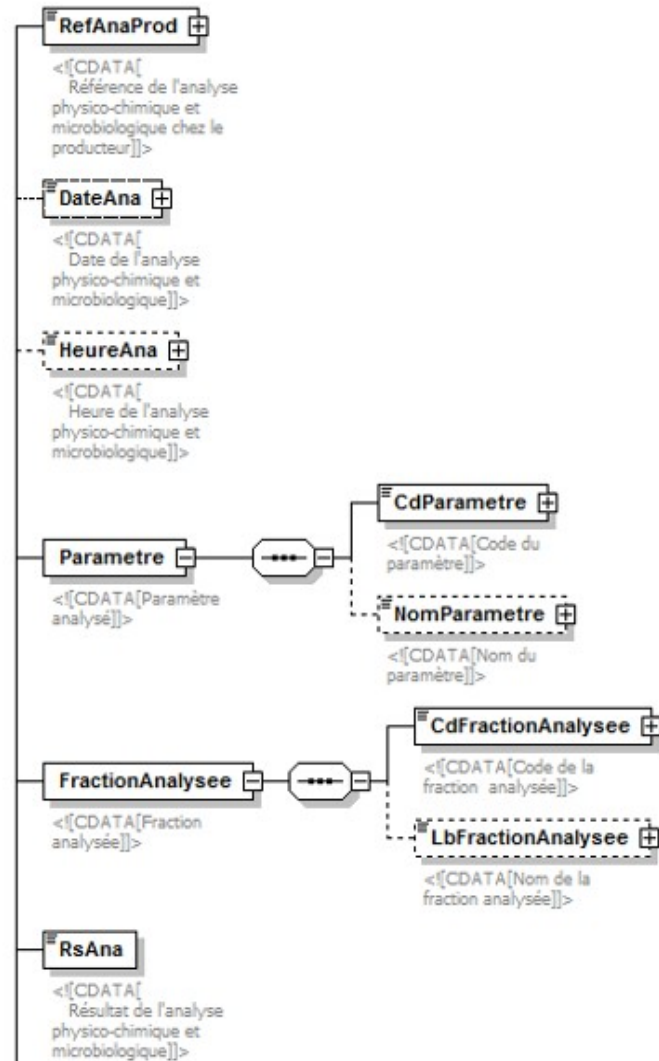 RefAnaProd
<![CDATA[
Référence de l'analyse
physico-chimique et
microbiologique chez le
producteur]]>
DateAna
<![CDATA[
Date de l'analyse
physico-chimique et
microbiologique]]>
HeureAna
<![CDATA[
Heure de l'analyse
physico-chimique et
microbiologique]]>
Parametre
<![CDATA[Paramètre
analysé]]>
CdParametre
<![CDATA[Code du
paramètre]]>
NomParametre
<![CDATA[Nom du
paramètre]]>
FractionAnalysee
<![CDATA[Fraction
analysée]]>
CdFractionAnalysee
<![CDATA[Code de la
fraction analysée]]>
LbFractionAnalysee
<![CDATA[Nom de la
fraction analysée]]>
RsAna
<![CDATA[
Résultat de l'analyse
physico-chimique et
microbiologique]]>